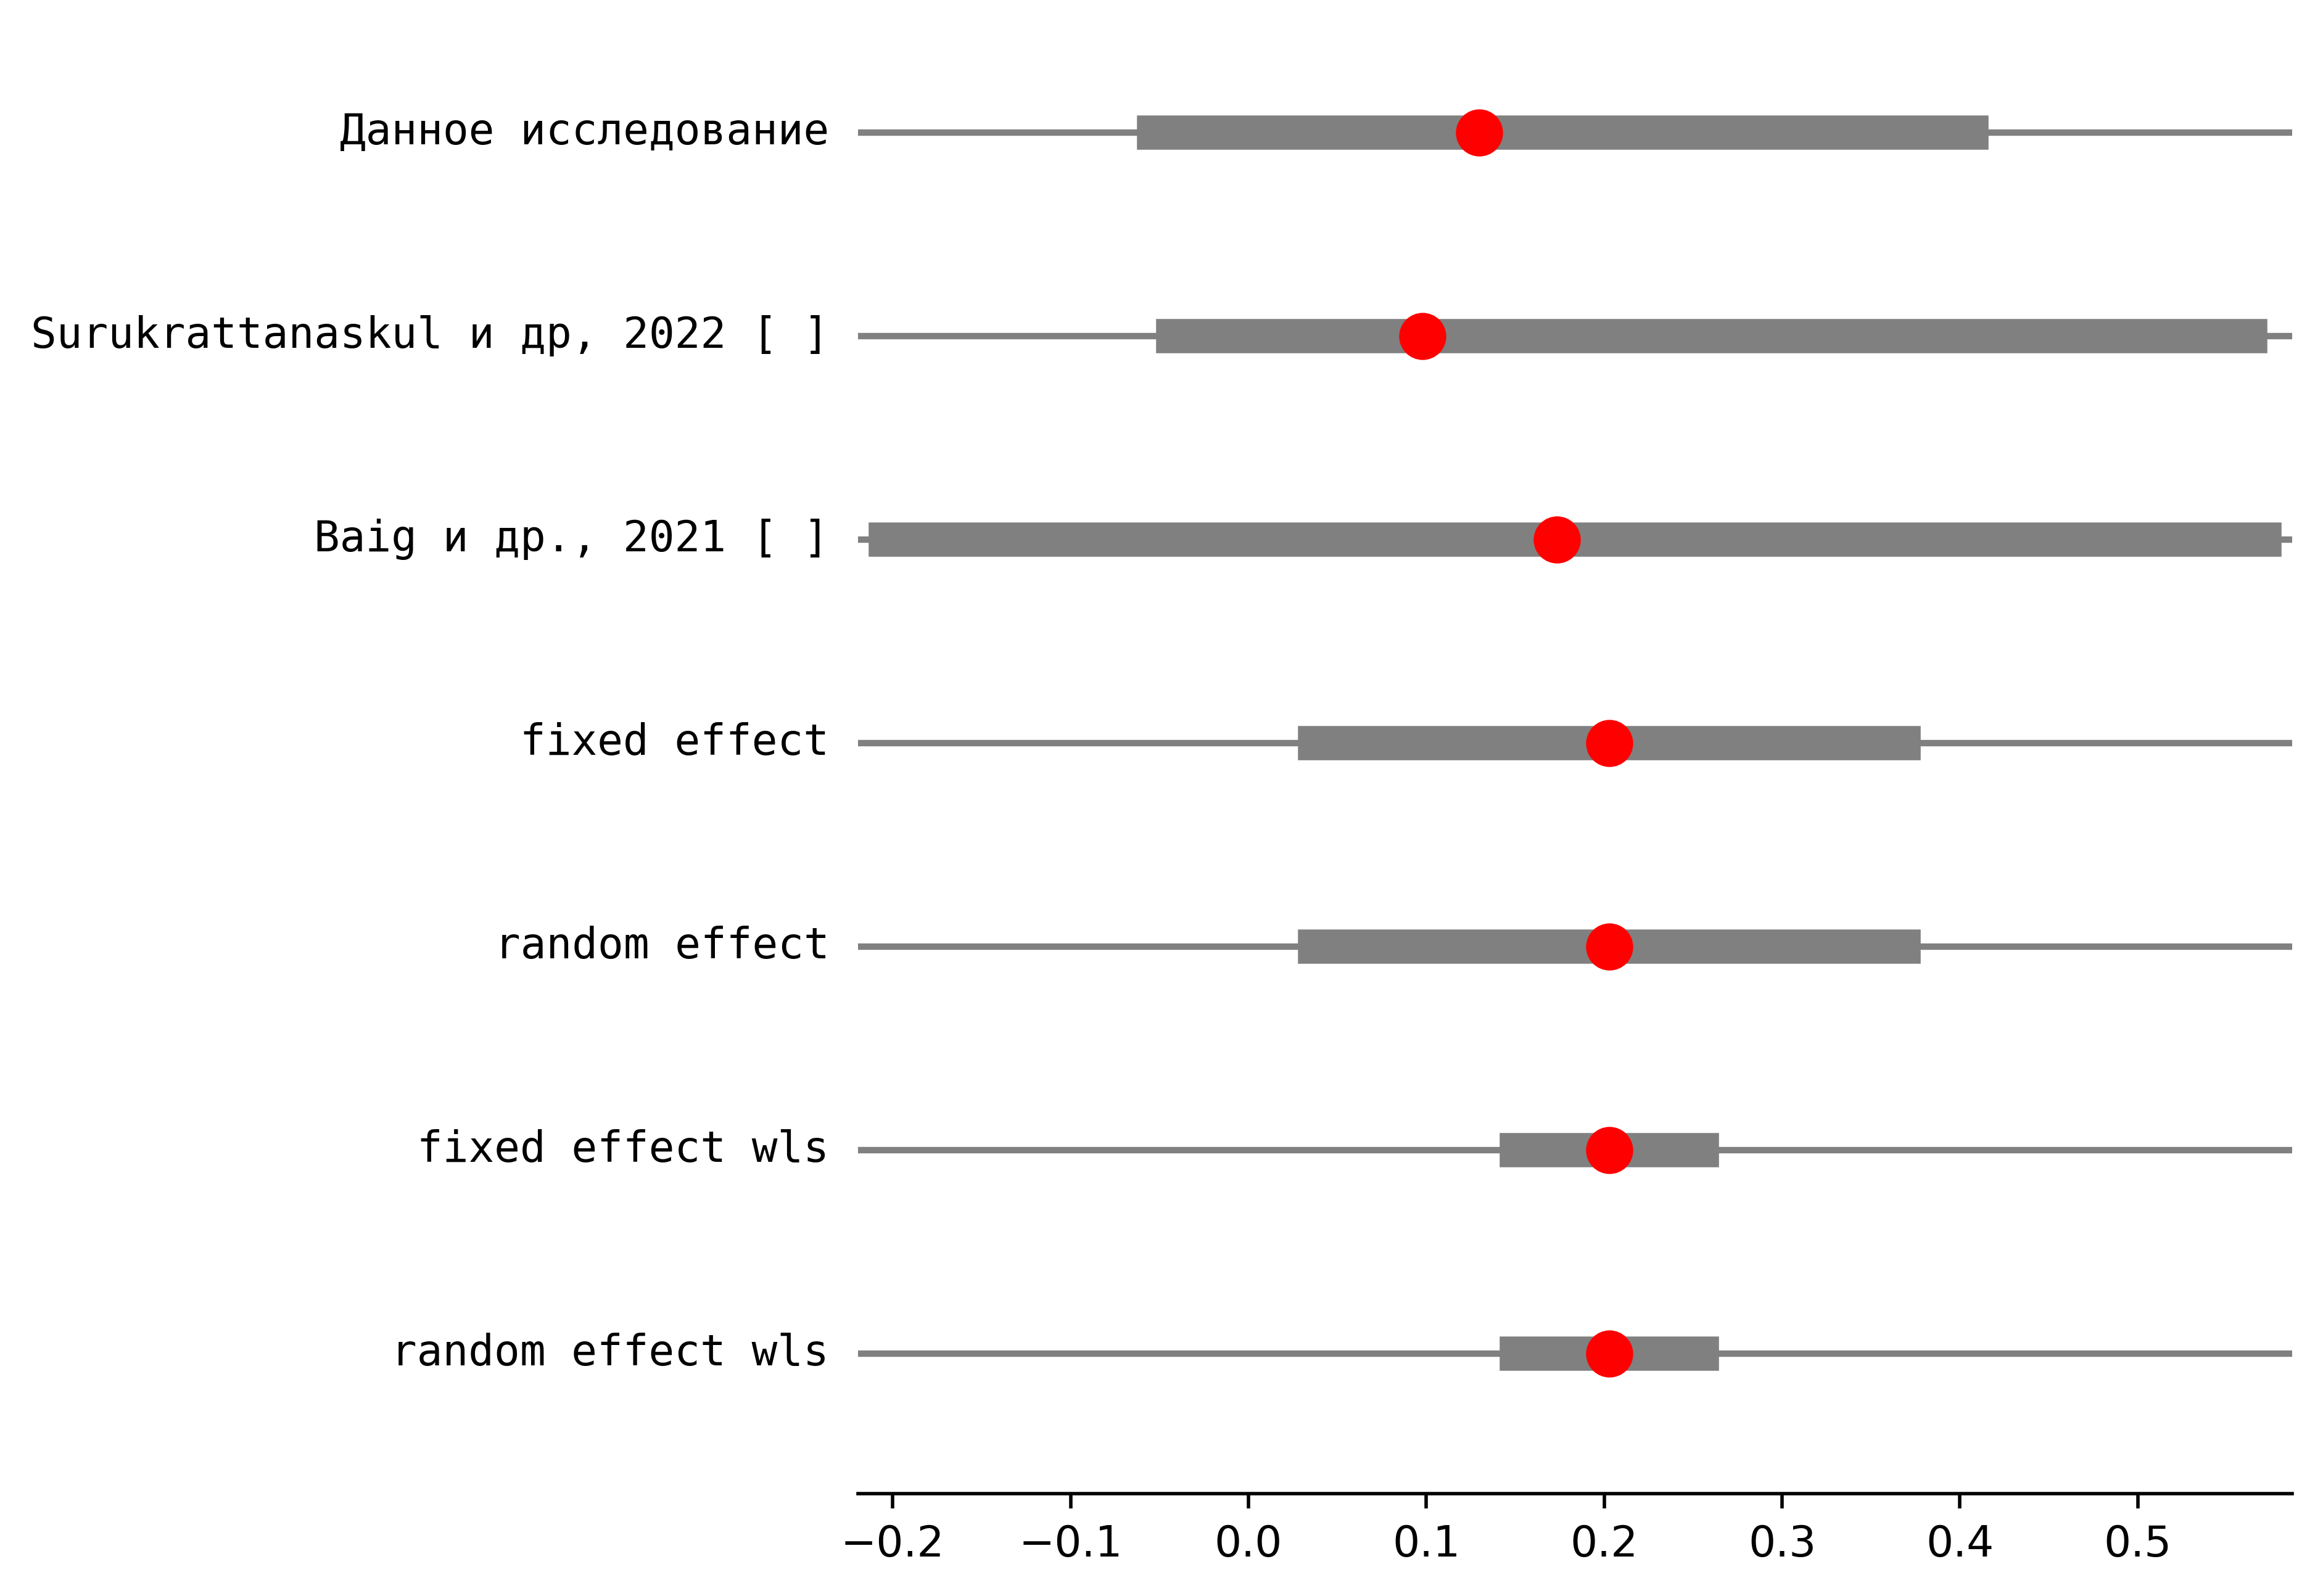 Данное исследование
Surukrattanaskul и др, 2022 [ ]
Baig и др., 2021 [ ]
fixed effect
random effect
fixed effect wls
random effect wls
−0.2 −0.1 0.0 0.1 0.2 0.3 0.4 0.5